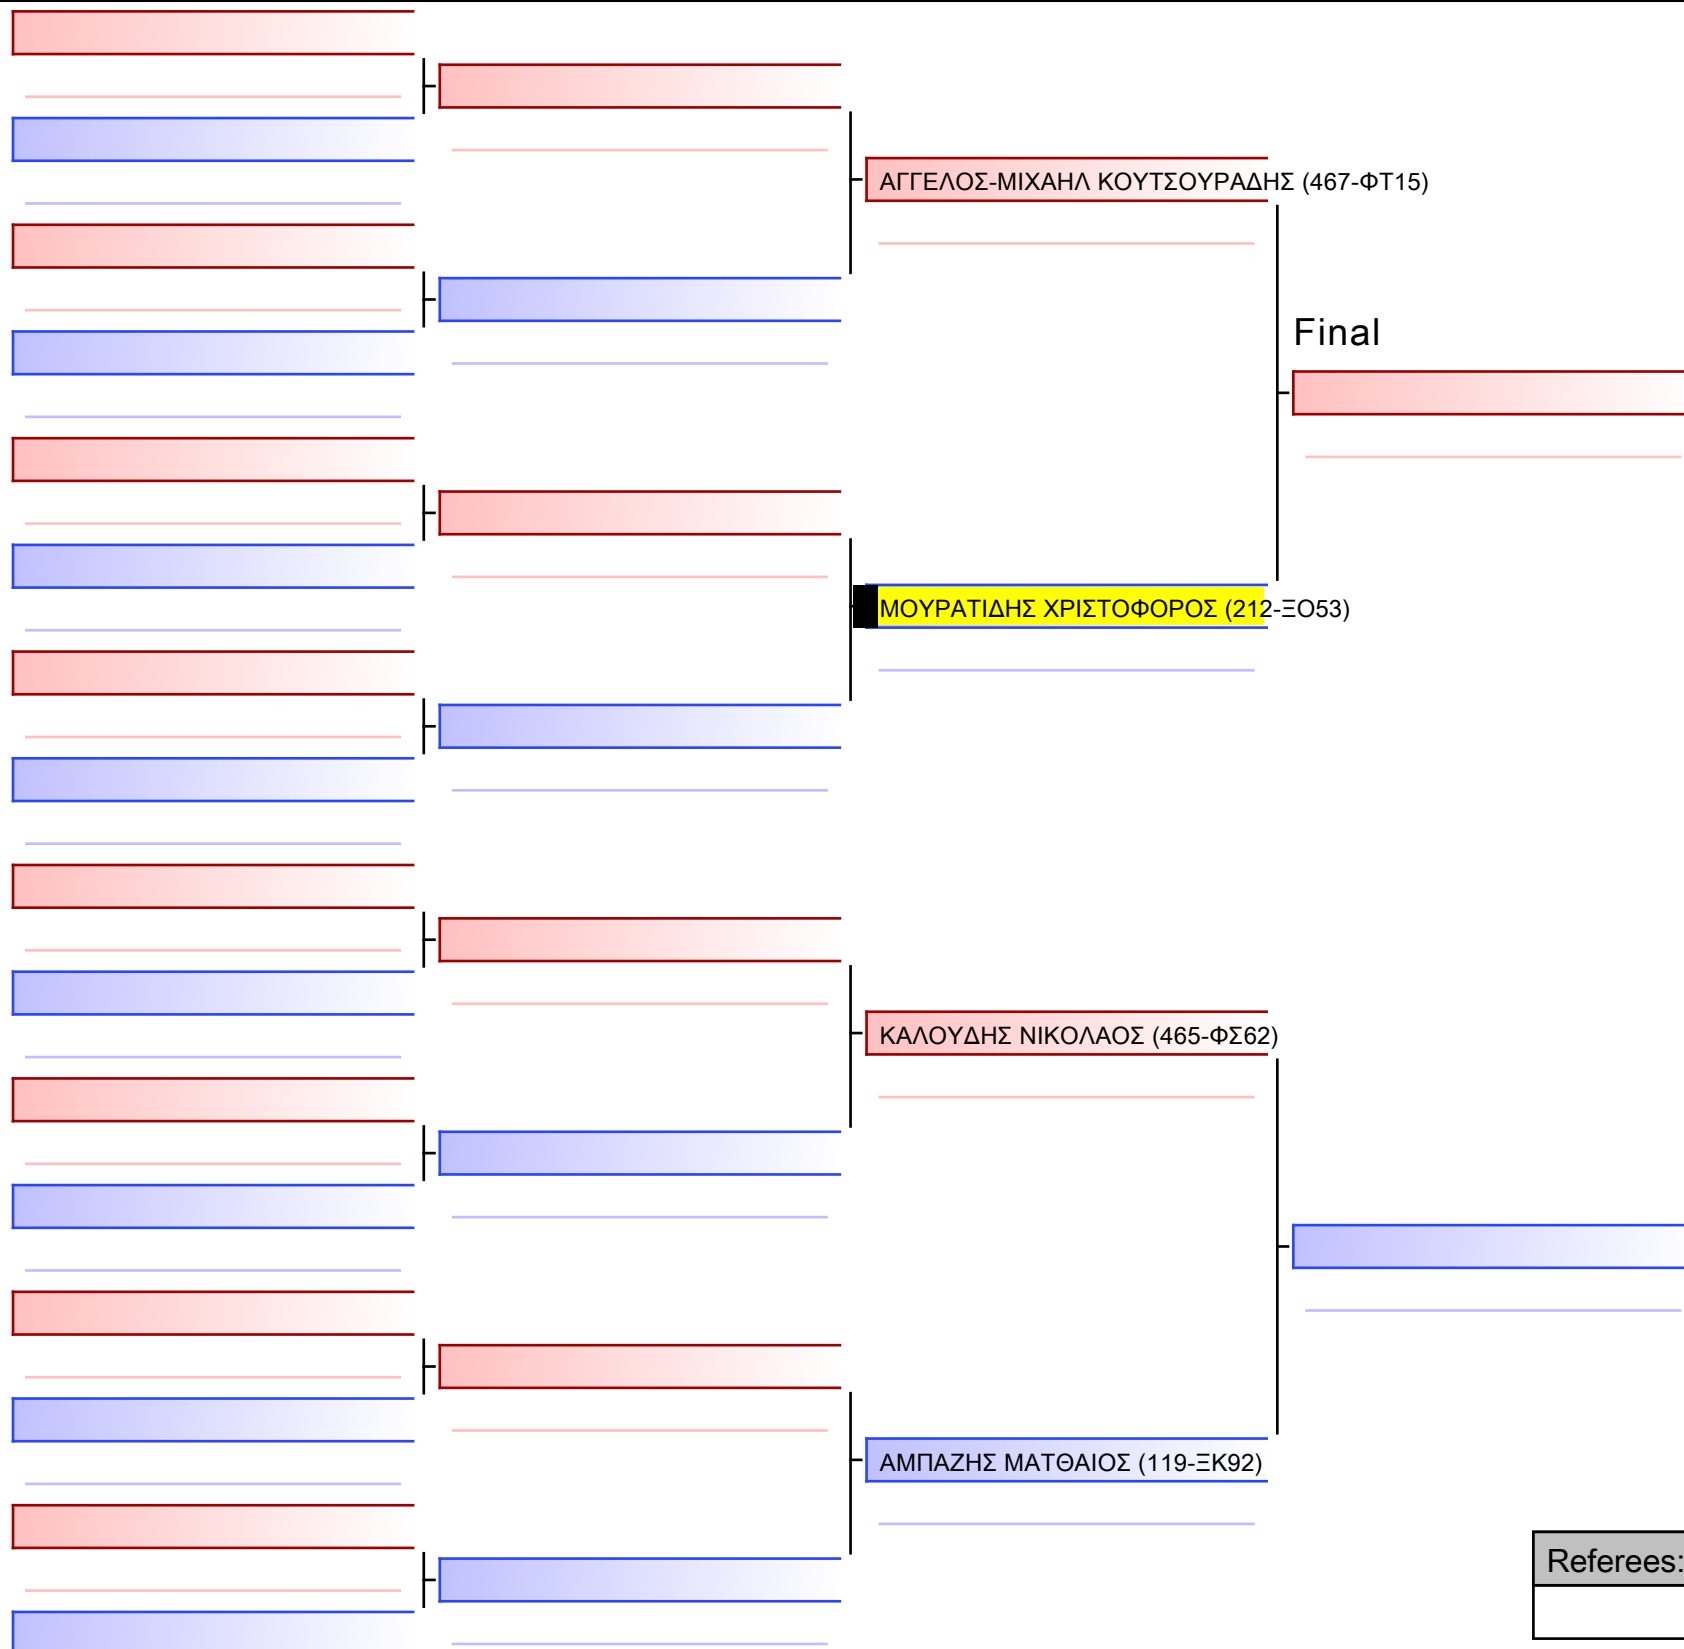 ΑΓΓΕΛΟΣ-ΜΙΧΑΗΛ ΚΟΥΤΣΟΥΡΑΔΗΣ (467-ΦΤ15)
Final
ΜΟΥΡΑΤΙΔΗΣ ΧΡΙΣΤΟΦΟΡΟΣ (212-ΞΟ53)
ΚΑΛΟΥΔΗΣ ΝΙΚΟΛΑΟΣ (465-ΦΣ62)
ΑΜΠΑΖΗΣ ΜΑΤΘΑΙΟΣ (119-ΞΚ92)
Referees: